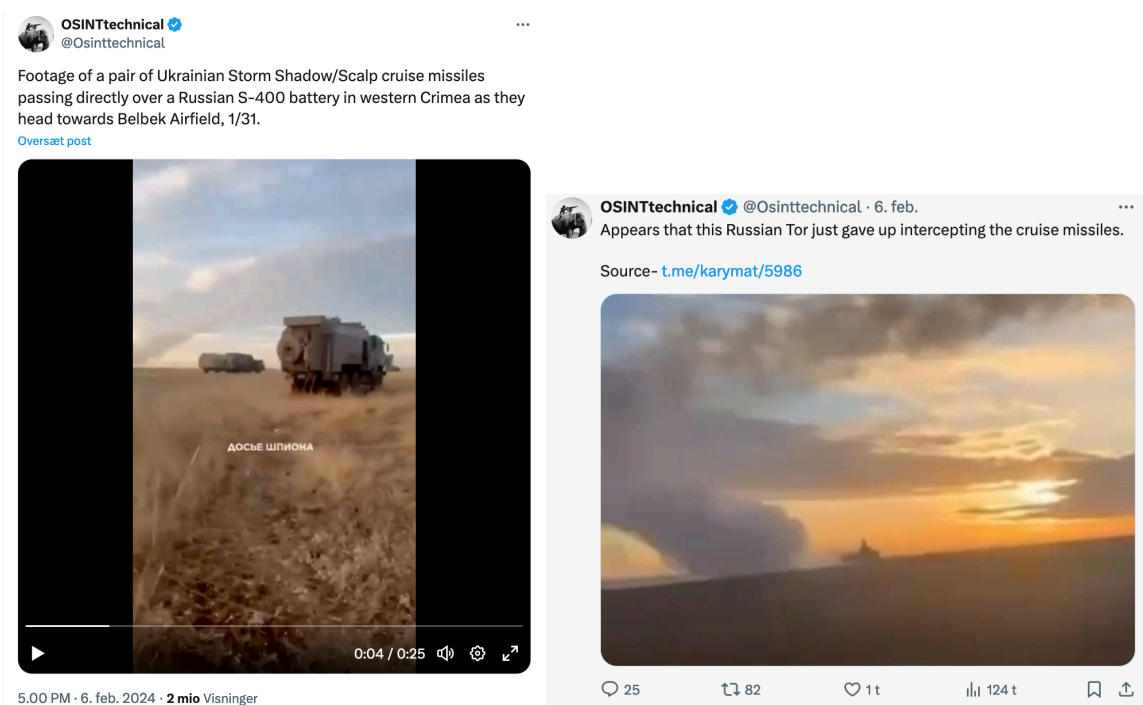 OSINTtechnical
@Osinttechnical
Footage of a pair of Ukrainian Storm Shadow/Scalp cruise missiles
passing directly over a Russian S-400 battery in western Crimea as they
head towards Belbek Airfield, 1/31.
Oversæt post
ДОСЬЕ ШПИОНА
0:04 / 0:25
5.00 PM · 6. feb. 2024 · 2 mio Visninger
OSINTtechnical @Osinttechnical · 6. feb.
Appears that this Russian Tor just gave up intercepting the cruise missiles.
Source- t.me/karymat/5986
25 82 1 t 124 t